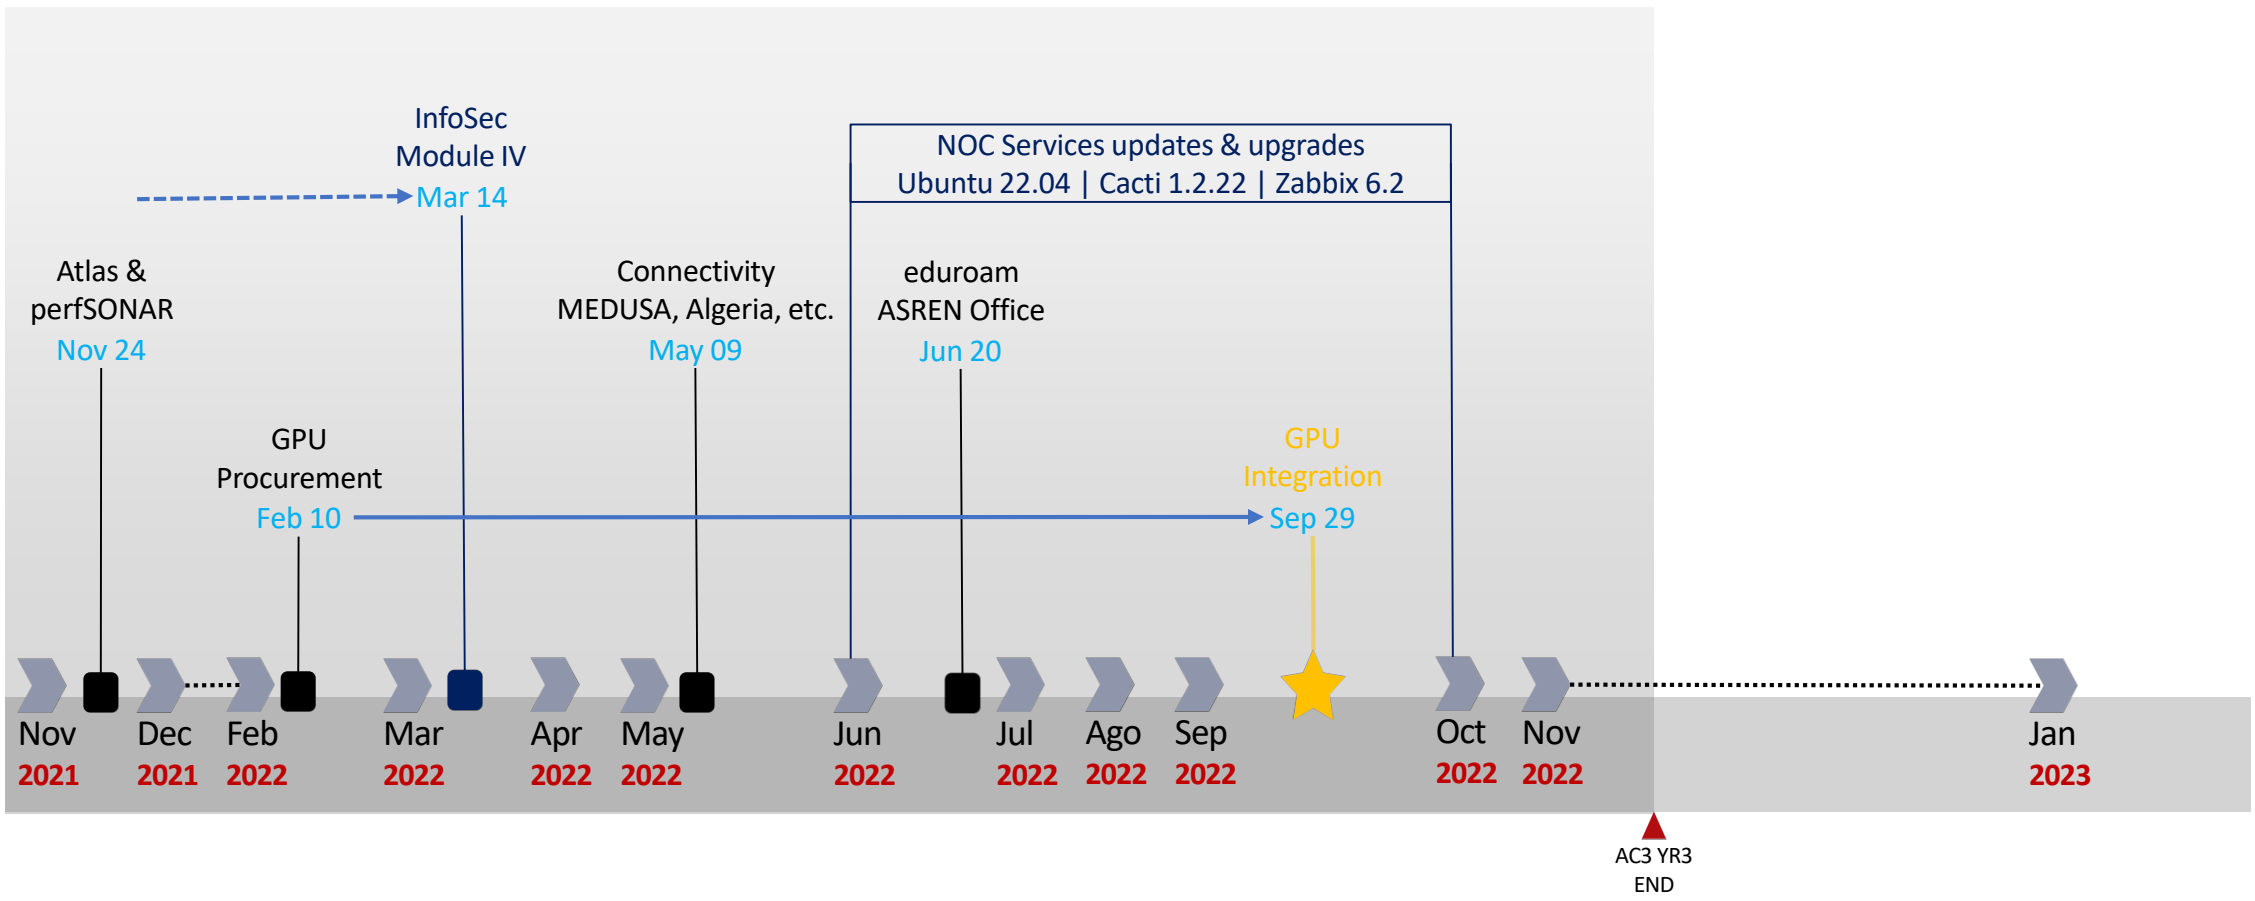 InfoSec
Module IV
Mar 14
NOC Services updates & upgrades
Ubuntu 22.04 | Cacti 1.2.22 | Zabbix 6.2
Atlas &
perfSONAR
Nov 24
Connectivity
MEDUSA, Algeria, etc.
May 09
eduroam
ASREN Office
Jun 20
GPU
Procurement
Feb 10
GPU
Integration
Sep 29
Nov
2021
Dec
2021
Feb
2022
Mar
2022
Apr
2022
May
2022
Jun
2022
Jul
2022
Ago
2022
Sep
2022
Oct
2022
Nov
2022
Jan
2023
AC3 YR3
END